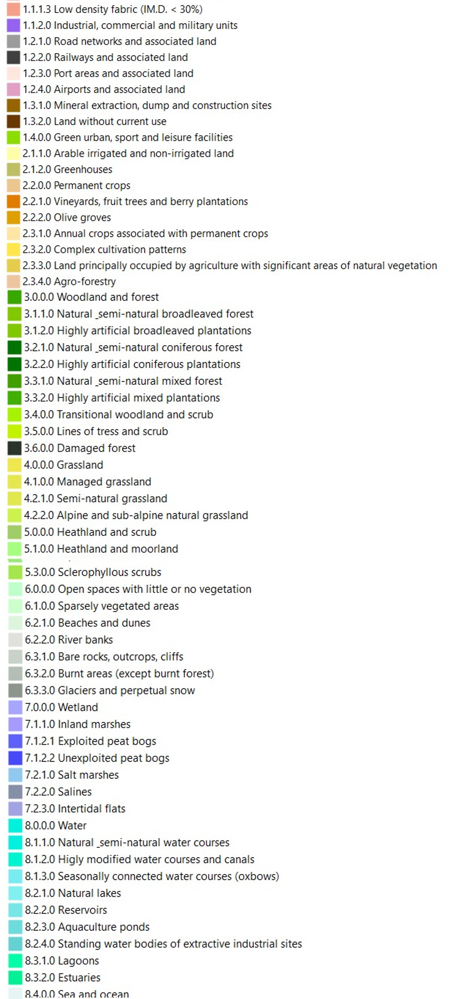 1.1.1.3 Low density fabric (IM.D. < 30%)
1.1.2.0 Industrial, commercial and military units
1.2.1.0 Road networks and associated land
1.2.2.0 Railways and associated land
1.2.3.0 Port areas and associated land
1.2.4.0 Airports and associated land
1.3.1.0 Mineral extraction, dump and construction sites
1.3.2.0 Land without current use
1.4.0.0 Green urban, sport and leisure facilities
2.1.1.0 Arable irrigated and non-irrigated land
2.1.2.0 Greenhouses
2.2.0.0 Permanent crops
2.2.1.0 Vineyards, fruit trees and berry plantations
2.2.2.0 Olive groves
2.3.1.0 Annual crops associated with permanent crops
2.3.2.0 Complex cultivation patterns
2.3.3.0 Land principally occupied by agriculture with significant areas of natural vegetation
2.3.4.0 Agro-forestry
3.0.0.0 Woodland and forest
3.1.1.0 Natural _semi-natural broadleaved forest
3.1.2.0 Highly artificial broadleaved plantations
3.2.1.0 Natural _semi-natural coniferous forest
3.2.2.0 Highly artificial coniferous plantations
3.3.1.0 Natural _semi-natural mixed forest
3.3.2.0 Highly artificial mixed plantations
3.4.0.0 Transitional woodland and scrub
3.5.0.0 Lines of tress and scrub
3.6.0.0 Damaged forest
4.0.0.0 Grassland
4.1.0.0 Managed grassland
4.2.1.0 Semi-natural grassland
4.2.2.0 Alpine and sub-alpine natural grassland
5.0.0.0 Heathland and scrub
5.1.0.0 Heathland and moorland
5.3.0.0 Sclerophyllous scrubs
6.0.0.0 Open spaces with little or no vegetation
6.1.0.0 Sparsely vegetated areas
6.2.1.0 Beaches and dunes
6.2.2.0 River banks
6.3.1.0 Bare rocks, outcrops, cliffs
6.3.2.0 Burnt areas (except burnt forest)
6.3.3.0 Glaciers and perpetual snow
7.0.0.0 Wetland
7.1.1.0 Inland marshes
7.1.2.1 Exploited peat bogs
7.1.2.2 Unexploited peat bogs
7.2.1.0 Salt marshes
7.2.2.0 Salines
7.2.3.0 Intertidal flats
8.0.0.0 Water
8.1.1.0 Natural _semi-natural water courses
8.1.2.0 Higly modified water courses and canals
8.1.3.0 Seasonally connected water courses (oxbows)
8.2.1.0 Natural lakes
8.2.2.0 Reservoirs
8.2.3.0 Aquaculture ponds
8.2.4.0 Standing water bodies of extractive industrial sites
8.3.1.0 Lagoons
8.3.2.0 Estuaries
8.4.0.0 Sea and ocean